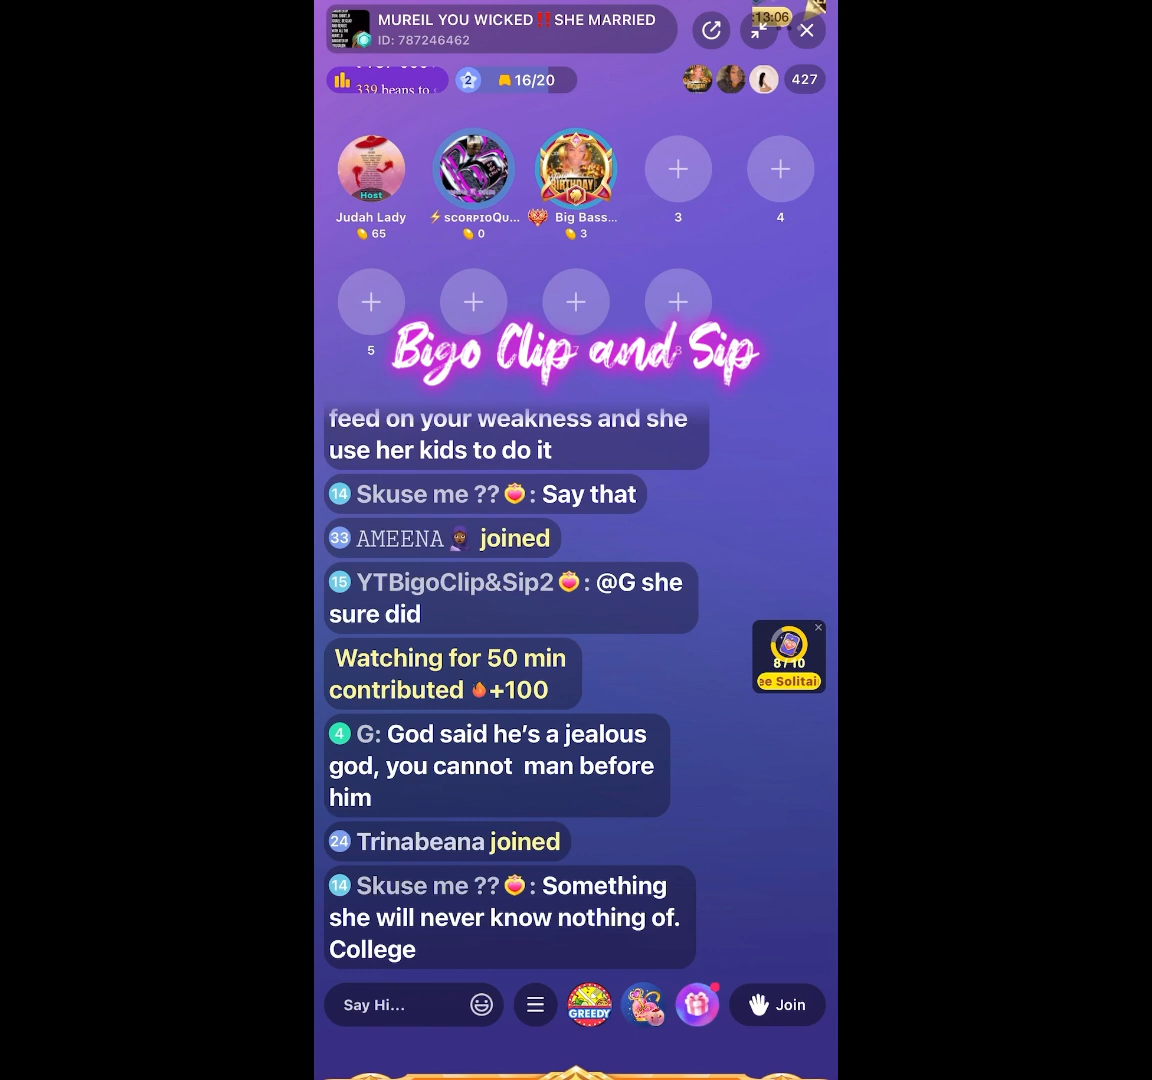 MUREIL YOU WICKED‼️SHE MARRIED
:13:06
ID: 787246462
339 beans to
2
16/20
427
Host
BIRTHDAY
Judah Lady
⚡scorpioQu...
Big Bass...
3
4
65
0
3
5
7
8
Bigo Clip and Sip
feed on your weakness and she
use her kids to do it
14 Skuse me ??: Say that
33 AMEENA joined
15 YTBigoClip&Sip2: @G she
sure did
Watching for 50 min
contributed 🔥+100
8/10
ee Solitai
4 G: God said he’s a jealous
god, you cannot man before
him
24 Trinabeana joined
14 Skuse me ??: Something
she will never know nothing of.
College
Say Hi...
GREEDY
Join